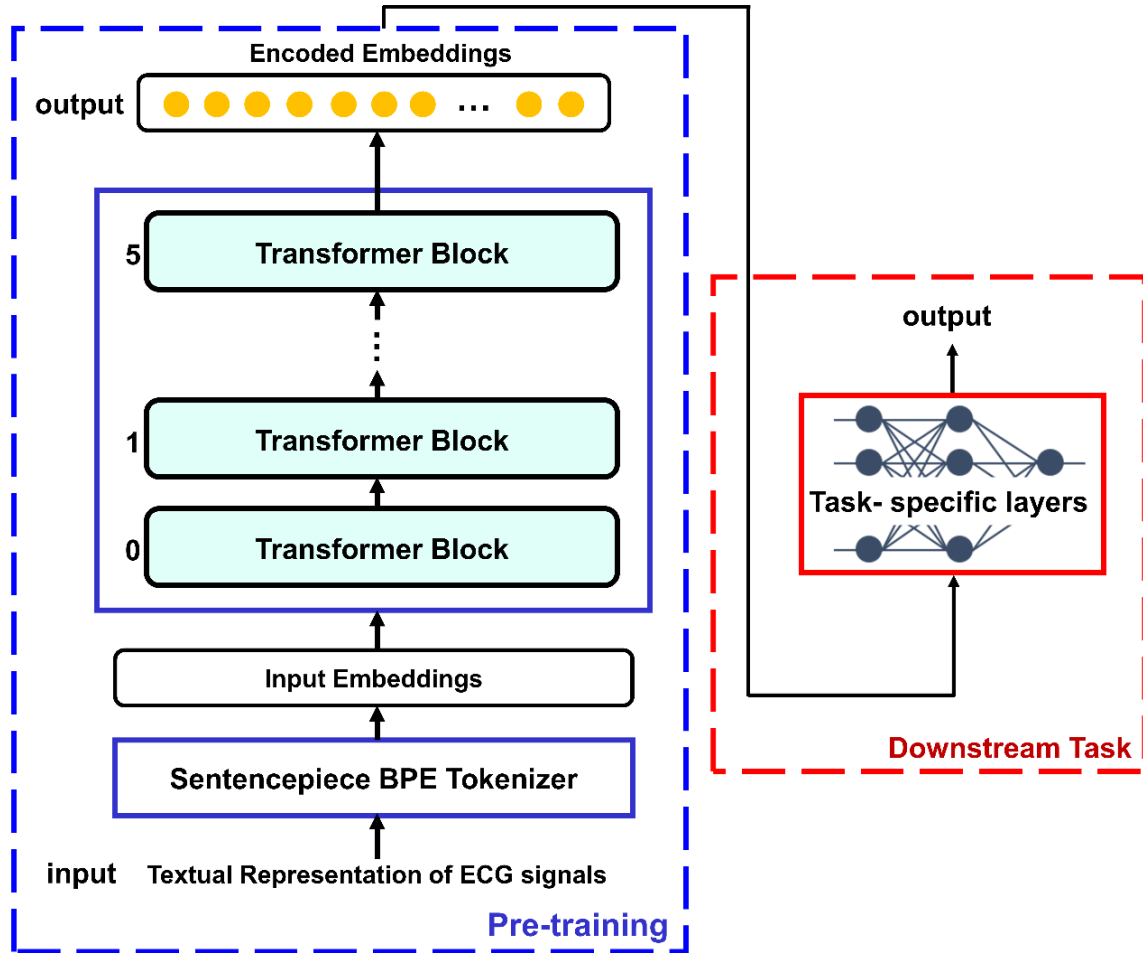 Encoded Embeddings
output
...
5
Transformer Block
...
1
Transformer Block
0
Transformer Block
Input Embeddings
Sentencepiece BPE Tokenizer
input
Textual Representation of ECG signals
Pre-training
output
Task- specific layers
Downstream Task